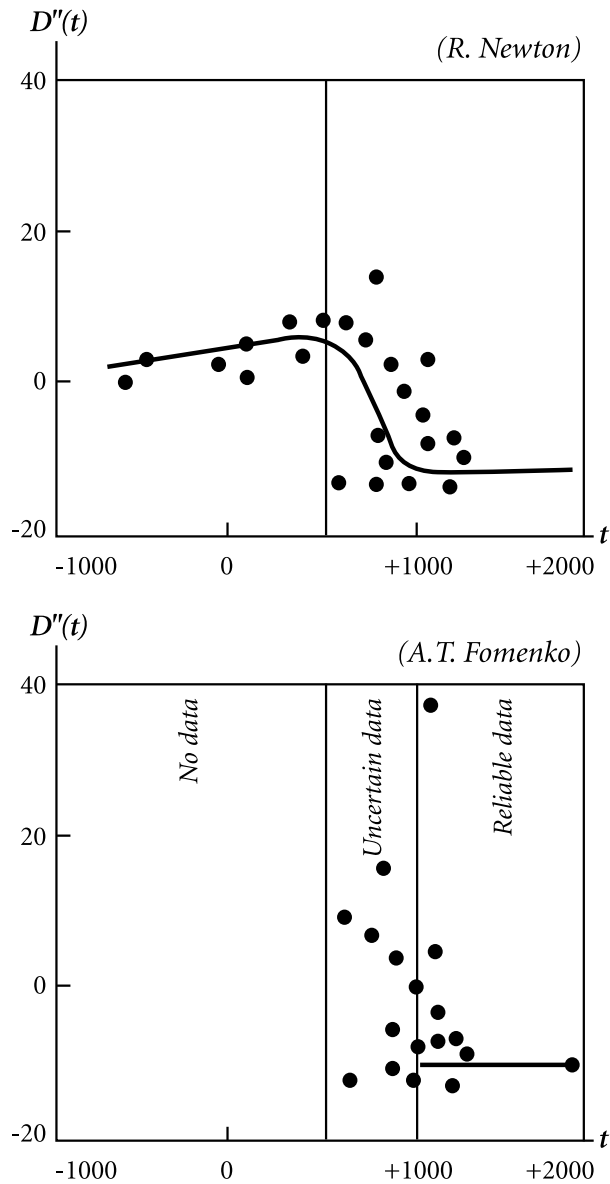 D"(t)
(R. Newton)
40
20
0
-20
t
-1000 0 +1000 +2000
D"(t)
(A.T. Fomenko)
40
No data
Uncertain data
Reliable data
20
0
-20
t
-1000 0 +1000 +2000